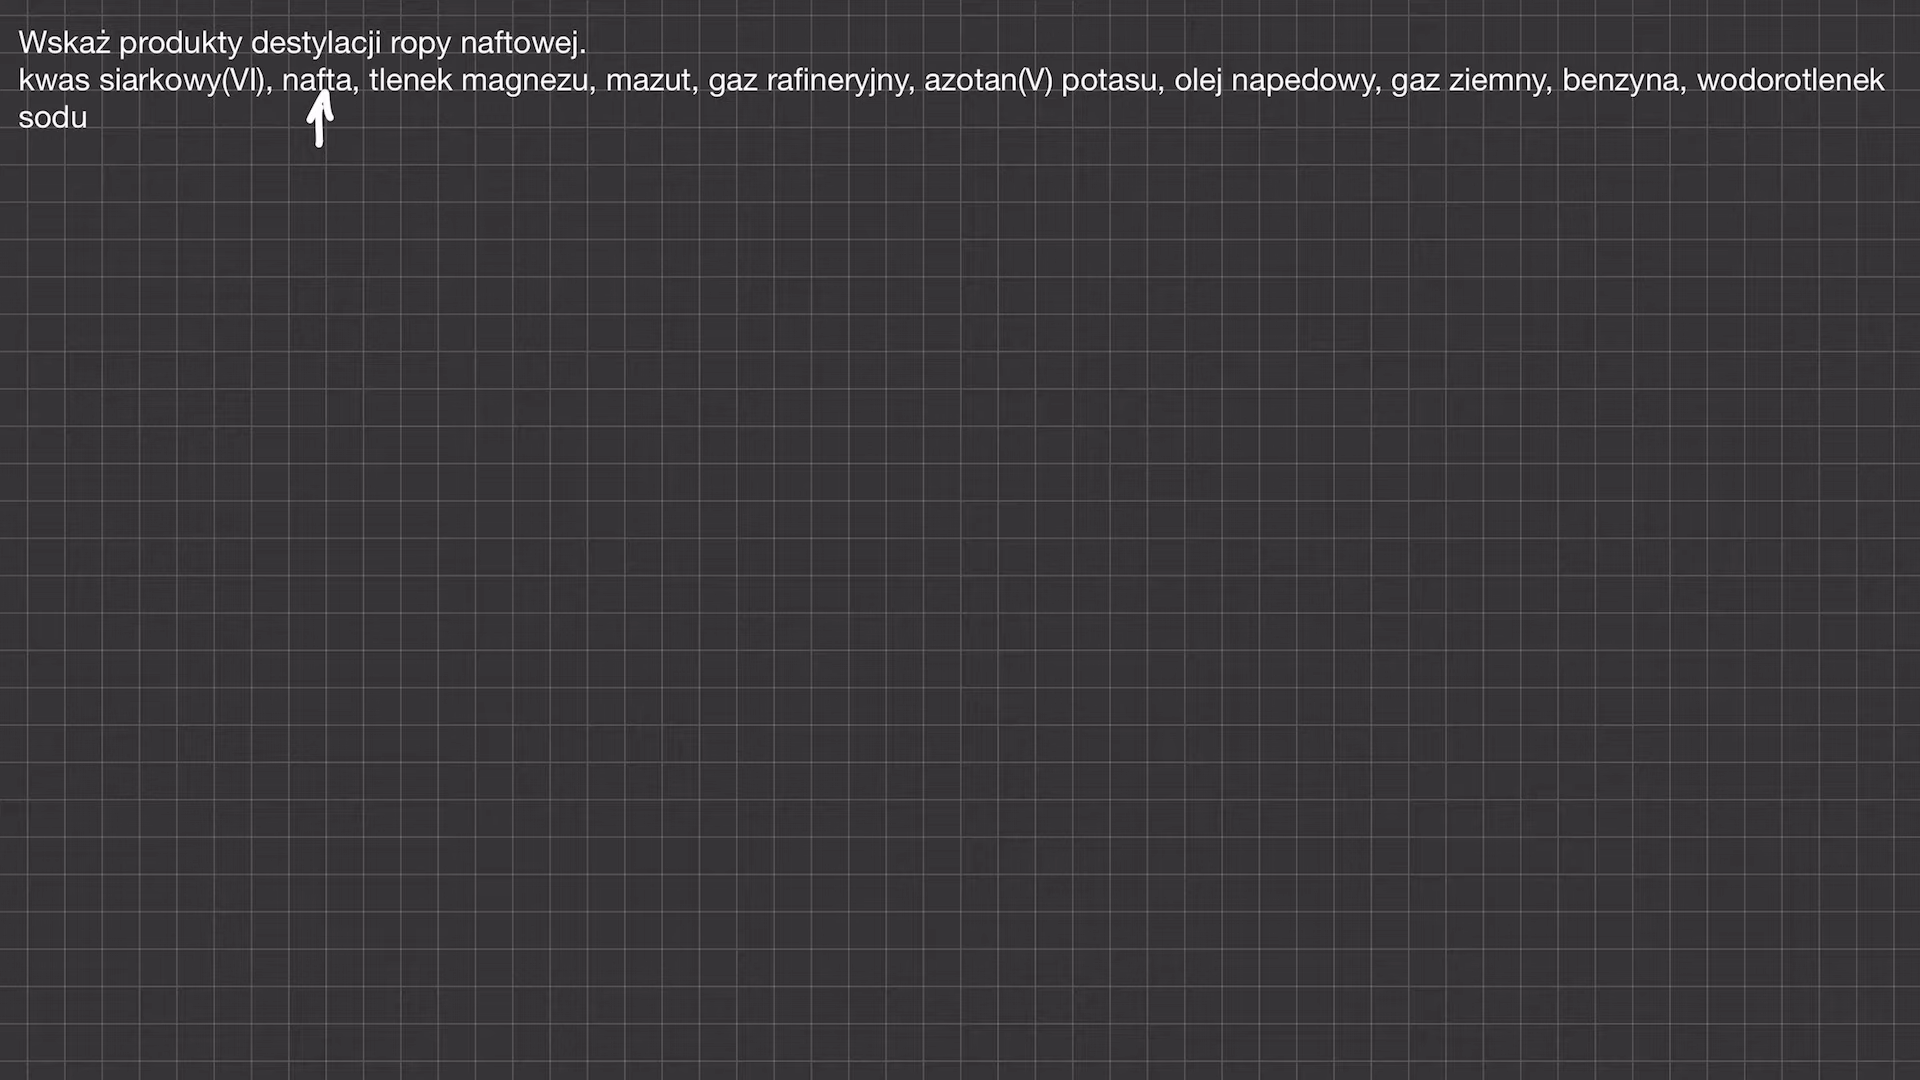 Wskaż produkty destylacji ropy naftowej.
kwas siarkowy(VI), nafta, tlenek magnezu, mazut, gaz rafineryjny, azotan(V) potasu, olej napedowy, gaz ziemny, benzyna, wodorotlenek
sodu